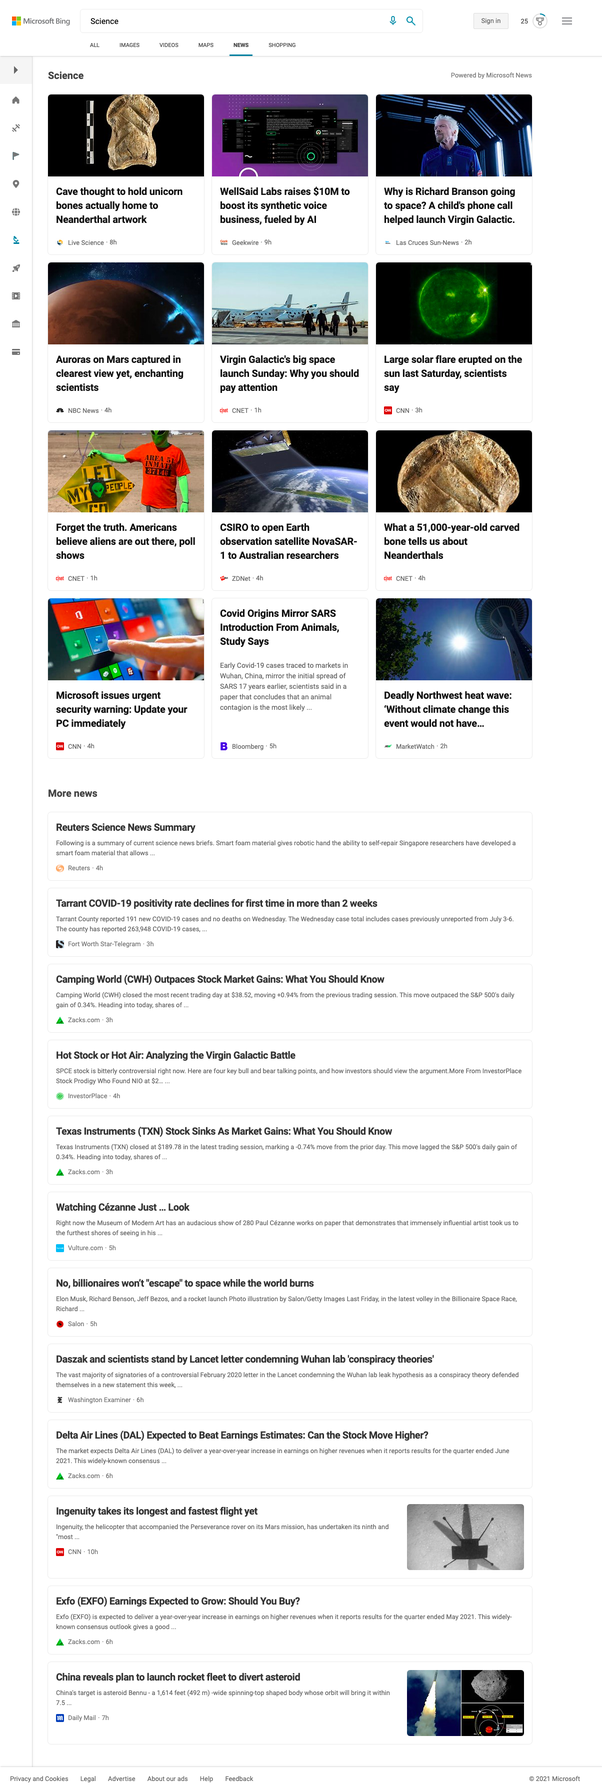 Microsoft Bing
Science
Sign in
25
ALL
IMAGES
VIDEOS
MAPS
NEWS
SHOPPING
Science
Powered by Microsoft News
Cave thought to hold unicorn
bones actually home to
Neanderthal artwork
Live Science · 8h
WellSaid Labs raises $10M to
boost its synthetic voice
business, fueled by AI
Geekwire · 9h
Why is Richard Branson going
to space? A child's phone call
helped launch Virgin Galactic.
Las Cruces Sun-News · 2h
Auroras on Mars captured in
clearest view yet, enchanting
scientists
NBC News · 4h
Virgin Galactic's big space
launch Sunday: Why you should
pay attention
CNET · 1h
Large solar flare erupted on the
sun last Saturday, scientists
say
CNN · 3h
LET
MY PEOPLE
GO
AREA 51
INMATE
Forget the truth. Americans
believe aliens are out there, poll
shows
CNET · 1h
CSIRO to open Earth
observation satellite NovaSAR-
1 to Australian researchers
ZDNet · 4h
What a 51,000-year-old carved
bone tells us about
Neanderthals
CNET · 4h
Microsoft issues urgent
security warning: Update your
PC immediately
CNN · 4h
Covid Origins Mirror SARS
Introduction From Animals,
Study Says
Early Covid-19 cases traced to markets in
Wuhan, China, mirror the initial spread of
SARS 17 years earlier, scientists said in a
paper that concludes that an animal
contagion is the most likely ...
Bloomberg · 5h
Deadly Northwest heat wave:
‘Without climate change this
event would not have...
MarketWatch · 2h
More news
Reuters Science News Summary
Following is a summary of current science news briefs. Smart foam material gives robotic hand the ability to self-repair Singapore researchers have developed a
smart foam material that allows ...
Reuters · 4h
Tarrant COVID-19 positivity rate declines for first time in more than 2 weeks
Tarrant County reported 191 new COVID-19 cases and no deaths on Wednesday. The Wednesday case total includes cases previously unreported from July 3-6.
The county has reported 263,948 COVID-19 cases, ...
Fort Worth Star-Telegram · 3h
Camping World (CWH) Outpaces Stock Market Gains: What You Should Know
Camping World (CWH) closed the most recent trading day at $38.52, moving +0.94% from the previous trading session. This move outpaced the S&P 500's daily
gain of 0.34%. Heading into today, shares of ...
Zacks.com · 3h
Hot Stock or Hot Air: Analyzing the Virgin Galactic Battle
SPCE stock is bitterly controversial right now. Here are four key bull and bear talking points, and how investors should view the argument.More From InvestorPlace
Stock Prodigy Who Found NIO at $2... ...
InvestorPlace · 4h
Texas Instruments (TXN) Stock Sinks As Market Gains: What You Should Know
Texas Instruments (TXN) closed at $189.78 in the latest trading session, marking a -0.74% move from the prior day. This move lagged the S&P 500's daily gain of
0.34%. Heading into today, shares of ...
Zacks.com · 3h
Watching Cézanne Just ... Look
Right now the Museum of Modern Art has an audacious show of 280 Paul Cézanne works on paper that demonstrates that immensely influential artist took us to
the furthest shores of seeing in his ...
Vulture.com · 5h
No, billionaires won't "escape" to space while the world burns
Elon Musk, Richard Benson, Jeff Bezos, and a rocket launch Photo illustration by Salon/Getty Images Last Friday, in the latest volley in the Billionaire Space Race,
Richard ...
Salon · 5h
Daszak and scientists stand by Lancet letter condemning Wuhan lab 'conspiracy theories'
The vast majority of signatories of a controversial February 2020 letter in the Lancet condemning the Wuhan lab leak hypothesis as a conspiracy theory defended
themselves in a new statement this week, ...
Washington Examiner · 6h
Delta Air Lines (DAL) Expected to Beat Earnings Estimates: Can the Stock Move Higher?
The market expects Delta Air Lines (DAL) to deliver a year-over-year increase in earnings on higher revenues when it reports results for the quarter ended June
2021. This widely-known consensus ...
Zacks.com · 6h
Ingenuity takes its longest and fastest flight yet
Ingenuity, the helicopter that accompanied the Perseverance rover on its Mars mission, has undertaken its ninth and
"most ...
CNN · 10h
Exfo (EXFO) Earnings Expected to Grow: Should You Buy?
Exfo (EXFO) is expected to deliver a year-over-year increase in earnings on higher revenues when it reports results for the quarter ended May 2021. This widely-
known consensus outlook gives a good ...
Zacks.com · 6h
China reveals plan to launch rocket fleet to divert asteroid
China's target is asteroid Bennu - a 1,614 feet (492 m) -wide spinning-top shaped body whose orbit will bring it within
7.5 ...
Daily Mail · 7h
Privacy and Cookies
Legal
Advertise
About our ads
Help
Feedback
© 2021 Microsoft